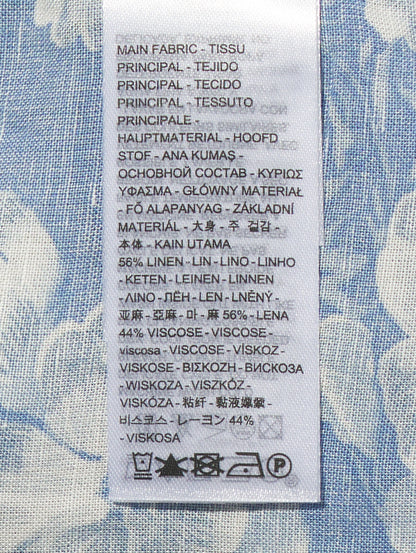 MAIN FABRIC - TISSU
PRINCIPAL - TEJIDO
PRINCIPAL - TECIDO
PRINCIPAL - TESSUTO
PRINCIPALE -
HAUPTMATERIAL - HOOFD
STOF - ANA KUMAŞ -
ОСНОВНОЙ СОСТАВ - ΚΥΡΙΩΣ
ΥΦΑΣΜΑ - GŁÓWNY MATERIAŁ
- FŐ ALAPANYAG - ZÁKLADNÍ
MATERIÁL - 大身 - 주 겉감 -
本体 - KAIN UTAMA
56% LINEN - LIN - LINO - LINHO
- KETEN - LEINEN - LINNEN
- ΛΙΝΟ - ЛЁН - LEN - LNĚNÝ -
亚麻 - 亞麻 - 마 - 麻 56% - LENA
44% VISCOSE - VISCOSE -
viscosa - VISCOSE - VİSKOZ -
VISKOSE - ΒΙΣΚΟΖΗ - ВИСКОЗА
- WISKOZA - VISZKÓZ -
VISKÓZA - 粘纤 - 黏液嫘縈 -
비스코스 - レーヨン 44%
- VISKOSA
P